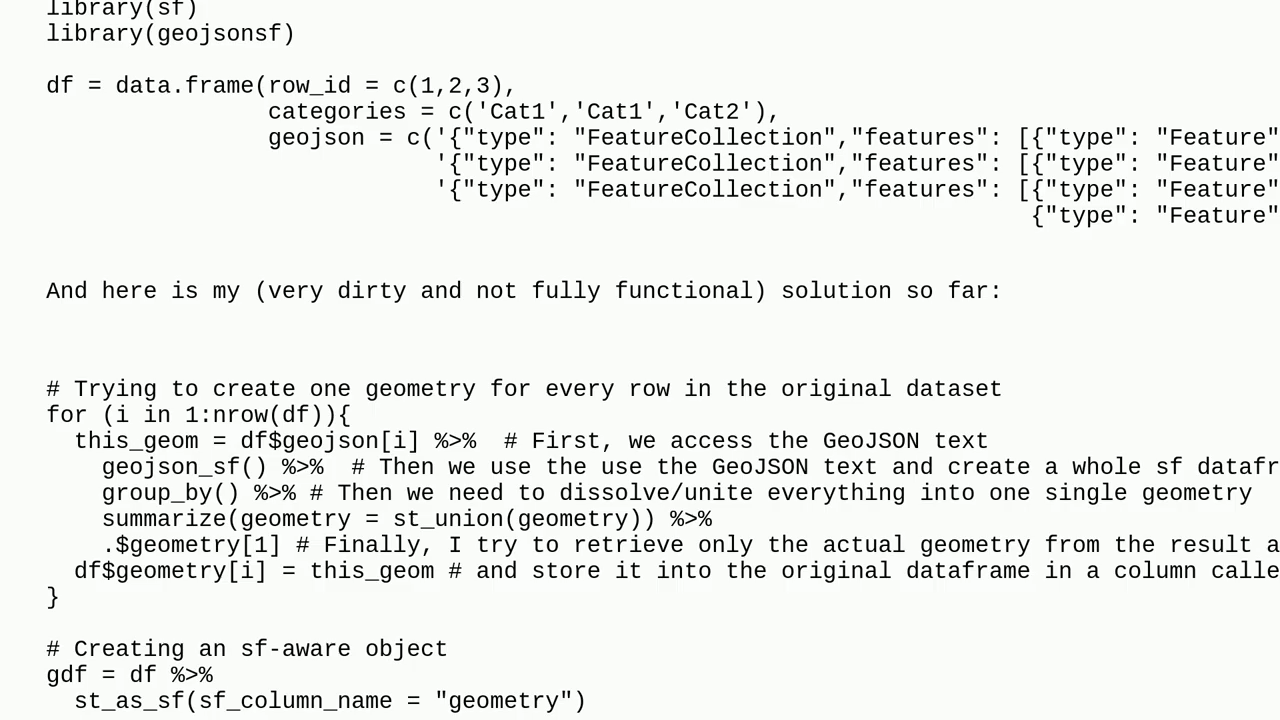 library(sf)
library(geojsonsf)
df = data.frame(row_id = c(1,2,3),
categories = c('Cat1','Cat1','Cat2'),
geojson = c('{"type": "FeatureCollection","features": [{"type": "Feature"
'{"type": "FeatureCollection","features": [{"type": "Feature"
'{"type": "FeatureCollection","features": [{"type": "Feature"
{"type": "Feature"
And here is my (very dirty and not fully functional) solution so far:
# Trying to create one geometry for every row in the original dataset
for (i in 1:nrow(df)){
this_geom = df$geojson[i] %>%  # First, we access the GeoJSON text
geojson_sf() %>%  # Then we use the use the GeoJSON text and create a whole sf datafr
group_by() %>% # Then we need to dissolve/unite everything into one single geometry
summarize(geometry = st_union(geometry)) %>%
.$geometry[1] # Finally, I try to retrieve only the actual geometry from the result a
df$geometry[i] = this_geom # and store it into the original dataframe in a column calle
}
# Creating an sf-aware object
gdf = df %>%
st_as_sf(sf_column_name = "geometry")